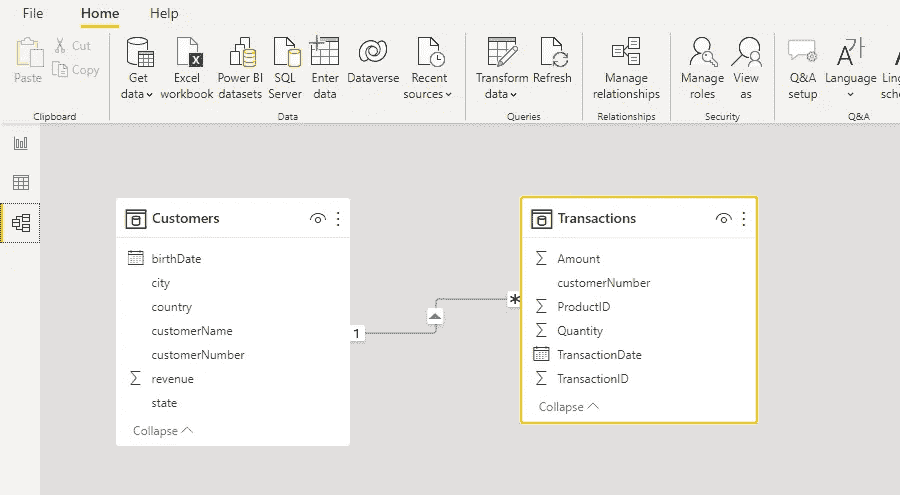 File Home Help
Paste
Cut
Copy
Clipboard
Get data
Excel workbook
Power BI datasets
SQL Server
Enter data
Dataverse
Recent sources
Data
Transform data
Refresh
Queries
Manage relationships
Relationships
Manage roles
View as
Security
Q&A setup
Language
Q&A
Customers
birthDate
city
country
customerName
customerNumber
revenue
state
Collapse
1
*
Transactions
Amount
customerNumber
ProductID
Quantity
TransactionDate
TransactionID
Collapse